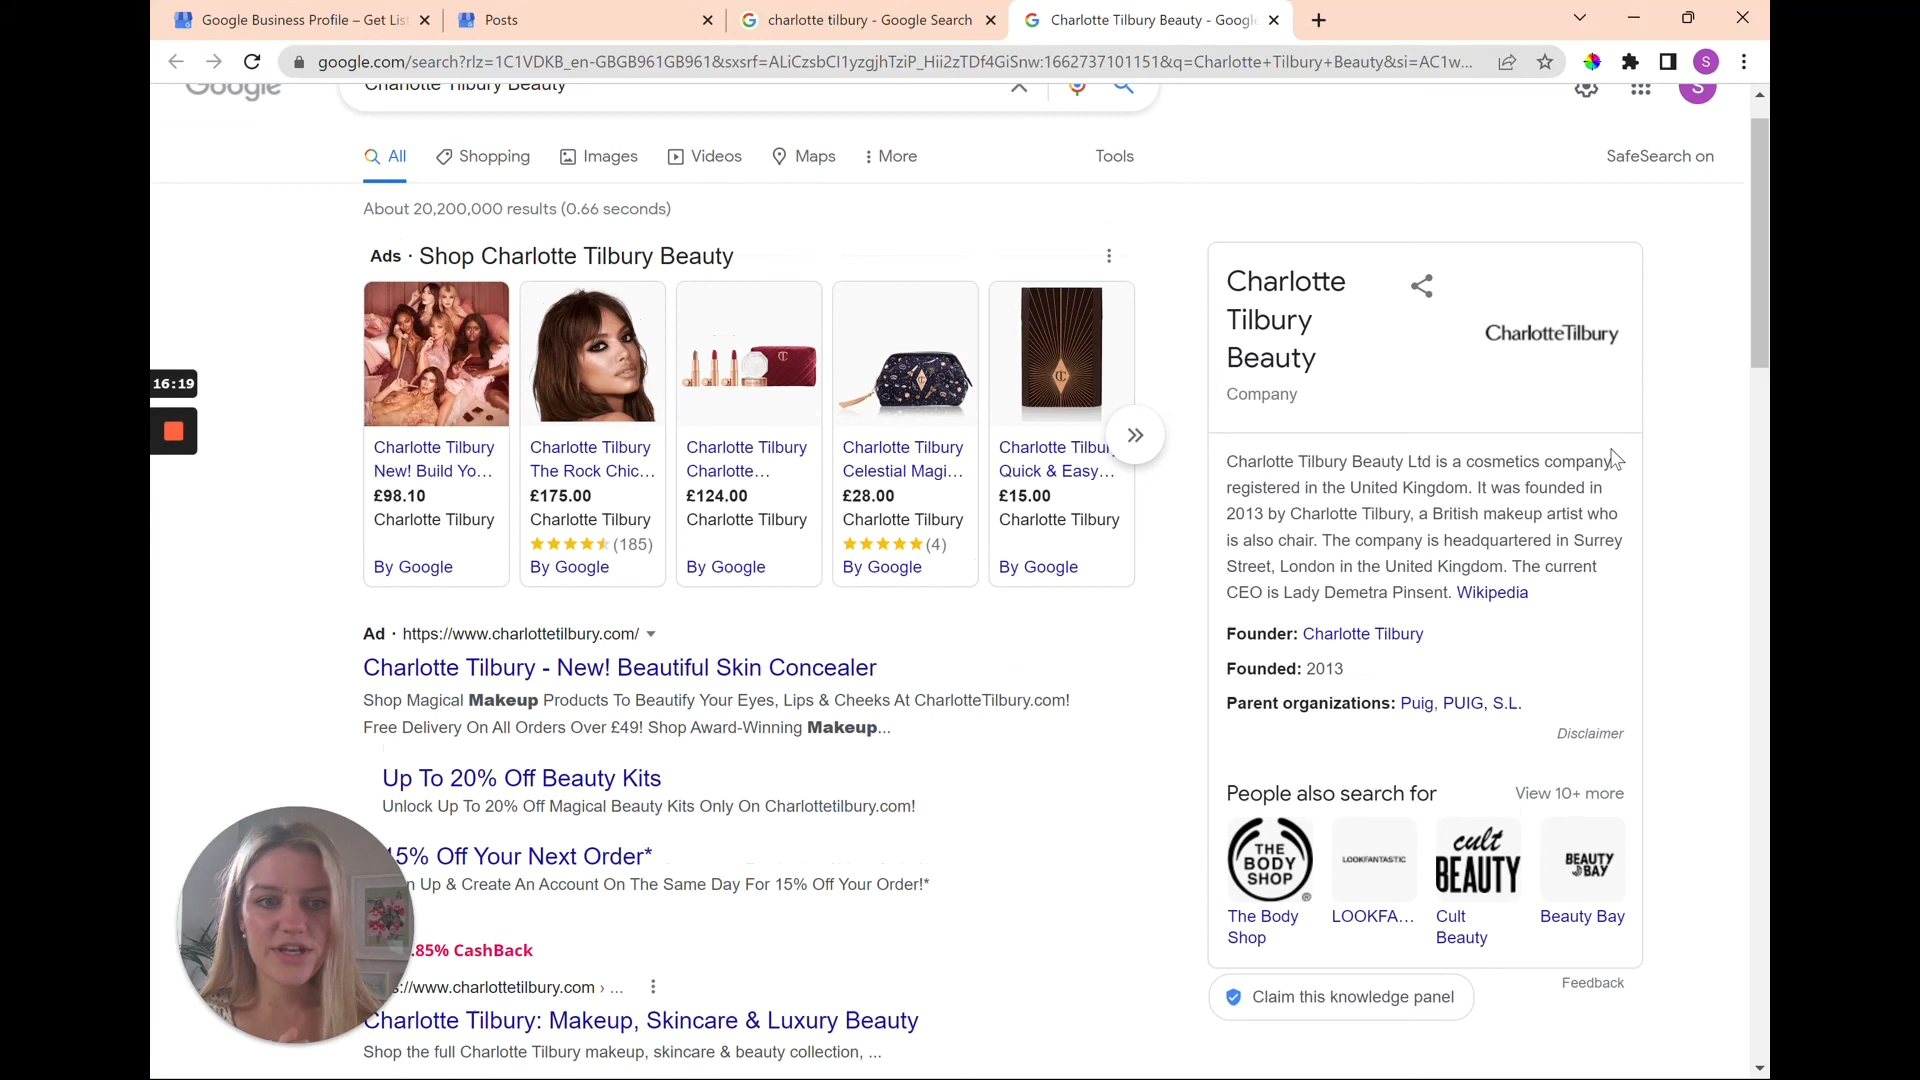 Google Business Profile – Get Lis
Posts
charlotte tilbury - Google Search
Charlotte Tilbury Beauty - Googl
google.com/search?rlz=1C1VDKB_en-GBGB961GB961&sxsrf=ALiCzsbCI1yzgjhTziP_Hii2zTDf4GiSnw:1662737101151&q=Charlotte+Tilbury+Beauty&si=AC1w...
S
Google
Charlotte Tilbury Beauty
S
All
Shopping
Images
Videos
Maps
More
Tools
SafeSearch on
About 20,200,000 results (0.66 seconds)
Ads · Shop Charlotte Tilbury Beauty
Charlotte Tilbury
New! Build Yo...
£98.10
Charlotte Tilbury
By Google
Charlotte Tilbury
The Rock Chic...
£175.00
Charlotte Tilbury
(185)
By Google
Charlotte Tilbury
Charlotte...
£124.00
Charlotte Tilbury
By Google
Charlotte Tilbury
Celestial Magi...
£28.00
Charlotte Tilbury
(4)
By Google
Charlotte Tilbu
Quick & Easy...
£15.00
Charlotte Tilbury
By Google
16:19
Ad · https://www.charlottetilbury.com/
Charlotte Tilbury - New! Beautiful Skin Concealer
Shop Magical Makeup Products To Beautify Your Eyes, Lips & Cheeks At CharlotteTilbury.com!
Free Delivery On All Orders Over £49! Shop Award-Winning Makeup...
Up To 20% Off Beauty Kits
Unlock Up To 20% Off Magical Beauty Kits Only On Charlottetilbury.com!
15% Off Your Next Order*
n Up & Create An Account On The Same Day For 15% Off Your Order!*
.85% CashBack
s://www.charlottetilbury.com › ...
Charlotte Tilbury: Makeup, Skincare & Luxury Beauty
Shop the full Charlotte Tilbury makeup, skincare & beauty collection, ...
Charlotte
Tilbury
Beauty
Company
CharlotteTilbury
Charlotte Tilbury Beauty Ltd is a cosmetics company
registered in the United Kingdom. It was founded in
2013 by Charlotte Tilbury, a British makeup artist who
is also chair. The company is headquartered in Surrey
Street, London in the United Kingdom. The current
CEO is Lady Demetra Pinsent. Wikipedia
Founder: Charlotte Tilbury
Founded: 2013
Parent organizations: Puig, PUIG, S.L.
Disclaimer
People also search for
View 10+ more
THE
BODY
SHOP
LOOKFANTASTIC
cult
BEAUTY
BEAUTY
BAY
The Body
Shop
LOOKFA...
Cult
Beauty
Beauty Bay
Feedback
Claim this knowledge panel